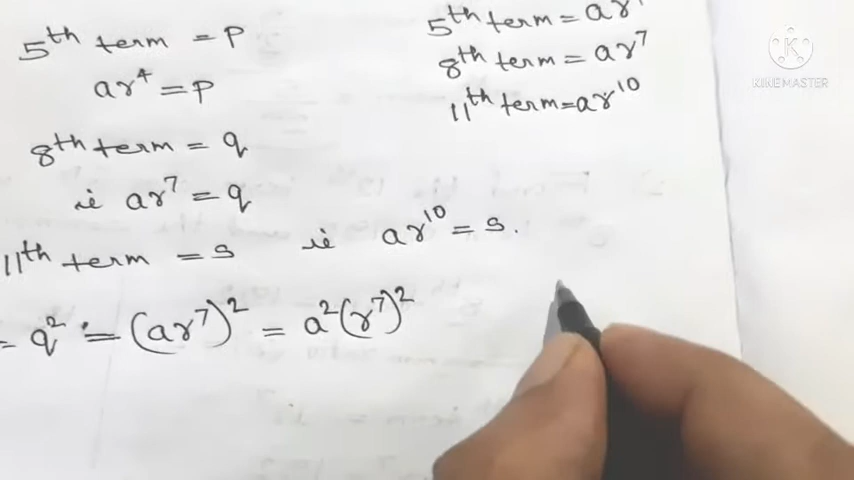 5th term = P
ar⁴ = P
8th term = q
ie ar⁷ = q
11th term = s ie ar¹⁰ = s.
= q² = (ar⁷)² = a²(r⁷)²
5th term = ar
8th term = ar⁷
11th term = ar¹⁰
K
KINEMASTER